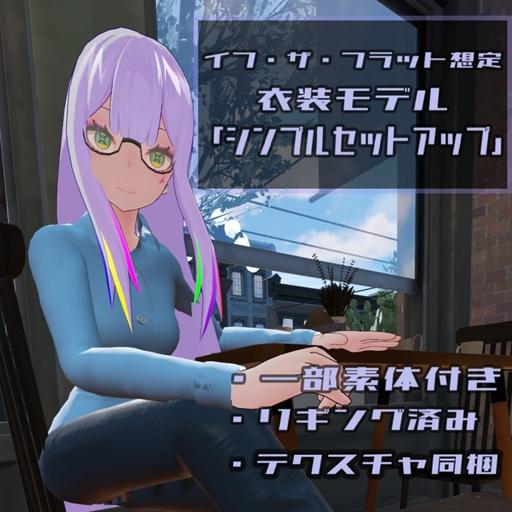 イフ・ザ・フラット想定
衣装モデル
「シンプルセットアップ」
・一部素体付き
・リギング済み
・テクスチャ同梱